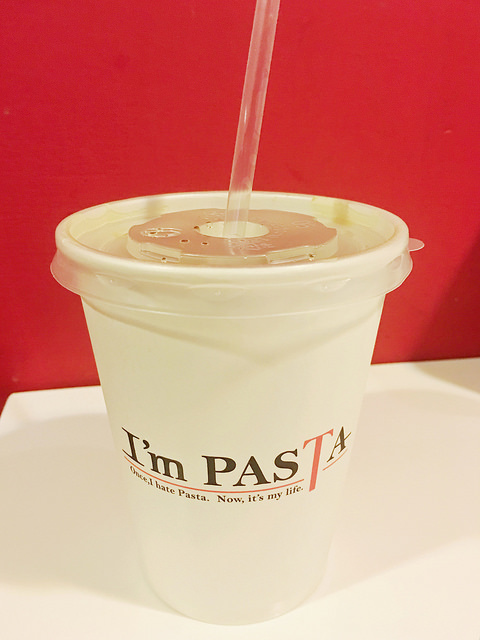 I'm PASTA
Once,I hate Pasta. Now, it's my life.